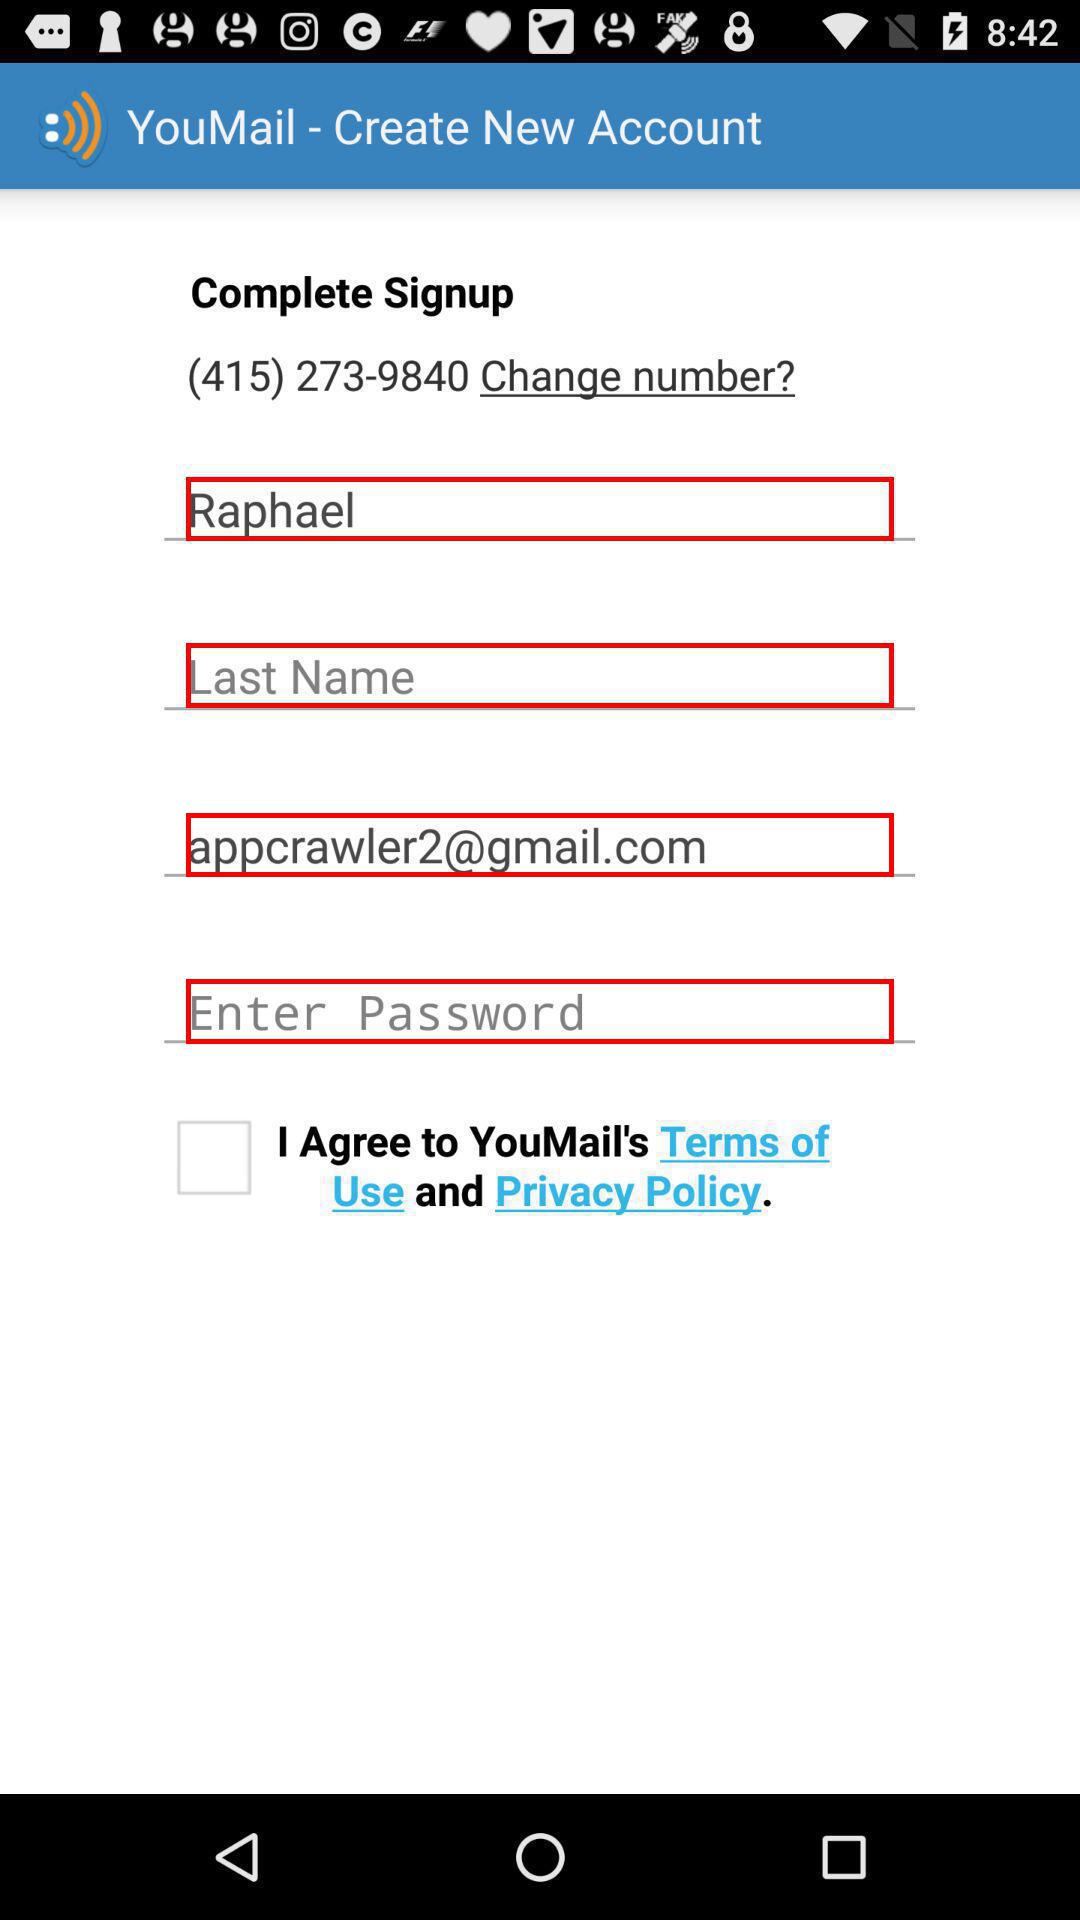 8:42
YouMail - Create New Account
Complete Signup
(415) 273-9840 Change number?
Raphael
Last Name
appcrawler2@gmail.com
Enter Password
I Agree to YouMail's Terms of
Use and Privacy Policy.